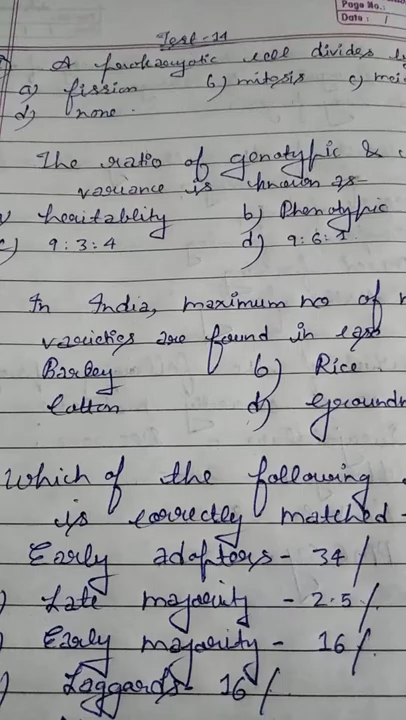 Page No.:
Date: /
Test-14
A prokaryotic cell divides by
a) fission b) mitosis c) mei
d) none.
The ratio of genotypic &
variance is known as-
heritablity b) Phenotypic
c) 9:3:4 d) 9:6:1
In India, maximum no of
varieties are found in
Barley b) Rice
Cotton d) Groundn
Which of the following
is correctly matched-
Early adaptors- 34%
Late majority - 2.5%
Early majority - 16%
Laggards- 16%